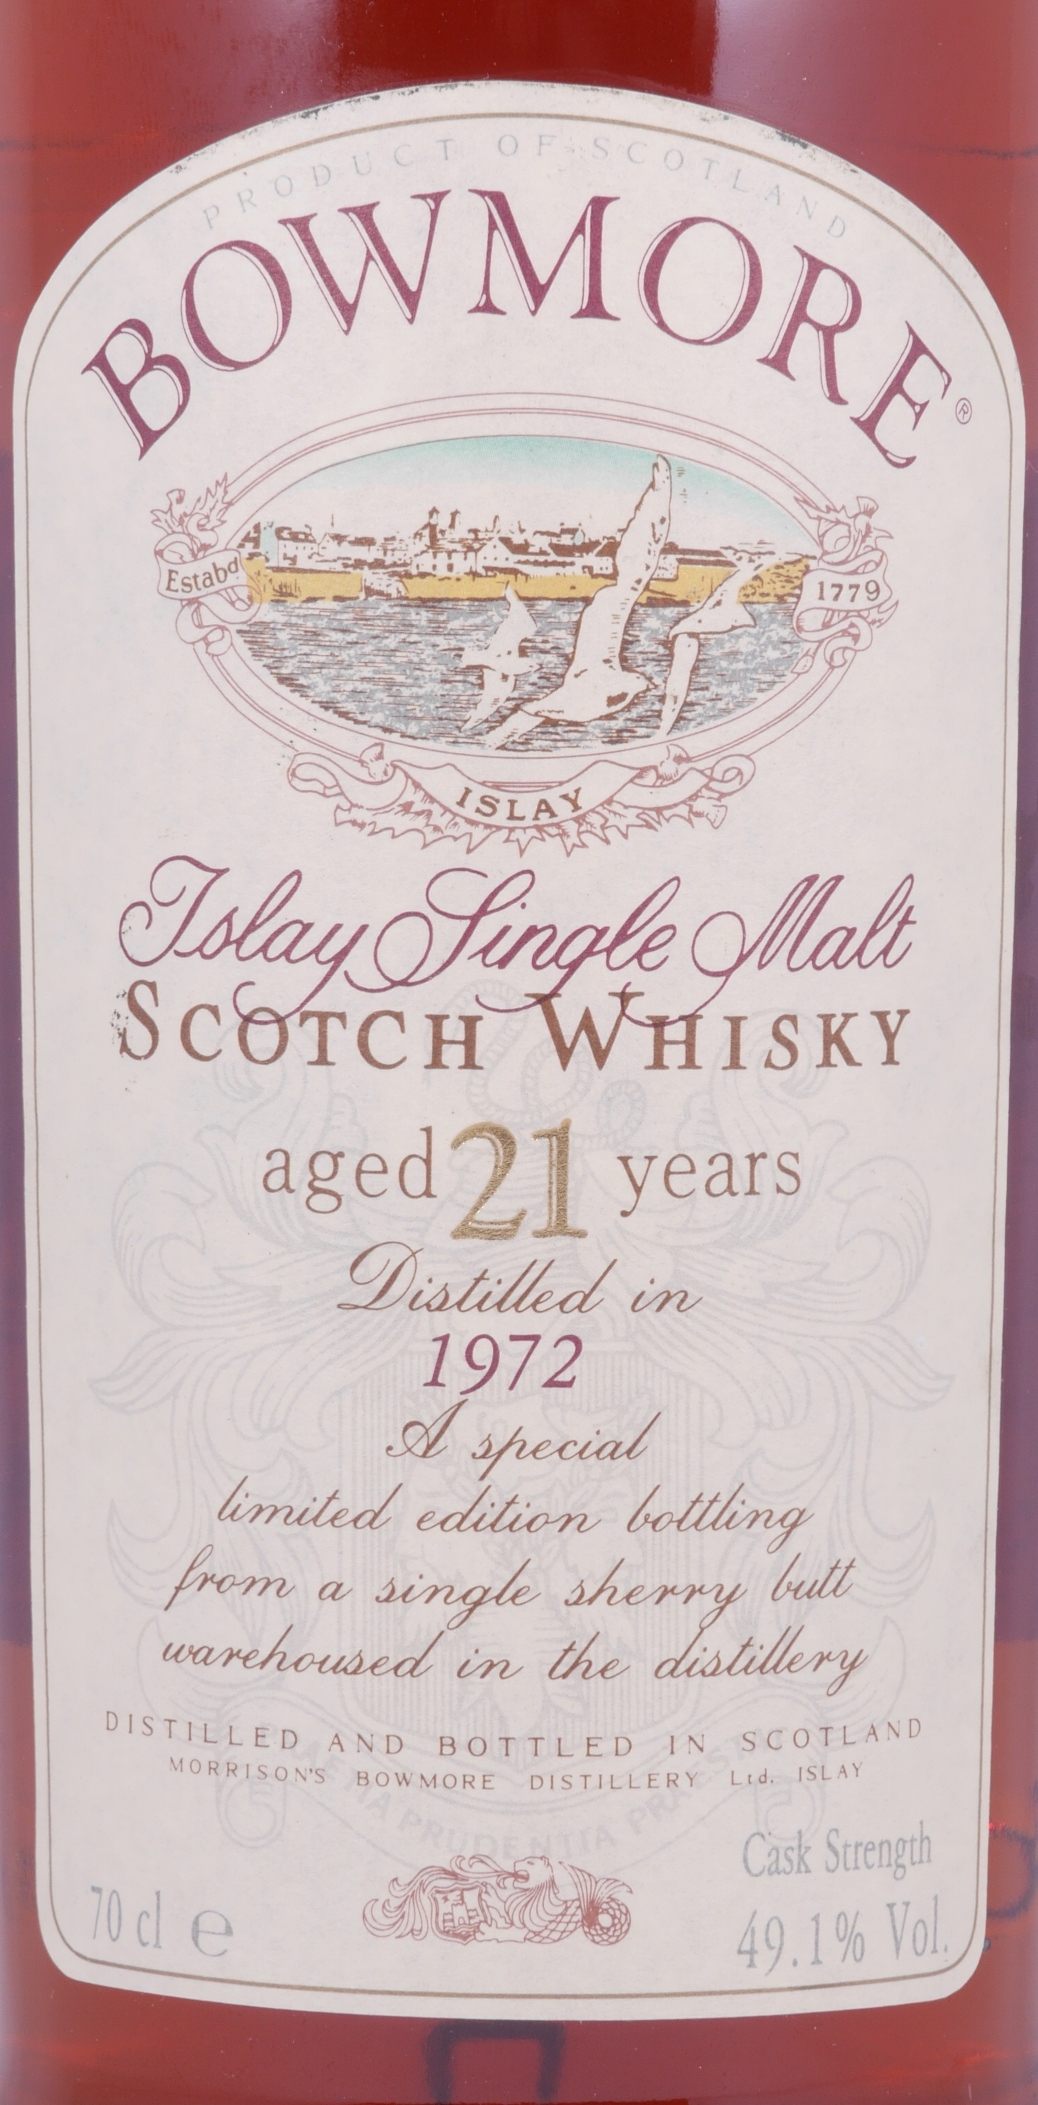 PRODUCT OF SCOTLAND
BOWMORE®
Estabd 1779
ISLAY
Islay Single Malt
SCOTCH WHISKY
aged 21 years
Distilled in
1972
A special
limited edition bottling
from a single sherry butt
warehoused in the distillery
DISTILLED AND BOTTLED IN SCOTLAND
MORRISON'S BOWMORE DISTILLERY Ltd. ISLAY
PRUDENTIA
Cask Strength
70 cl e 49.1% Vol.